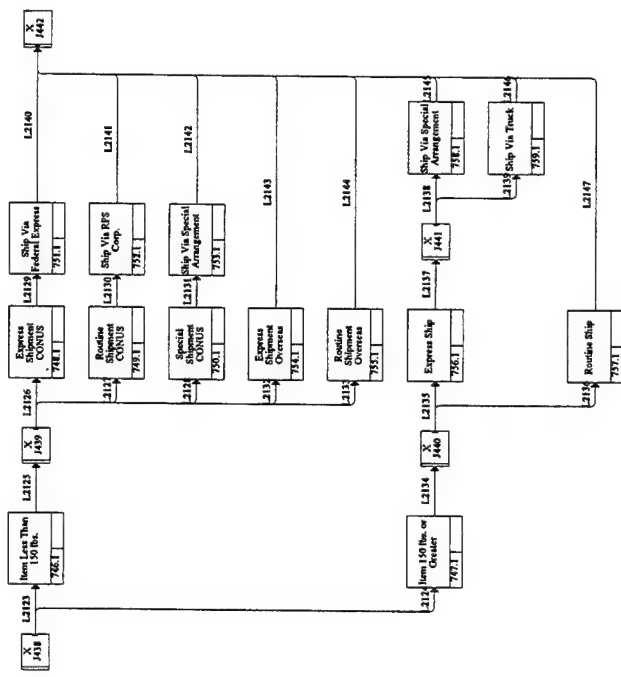 X
J438
L2123
Item Less Than
150 lbs.
746.1
L2125
X
J439
L2126
Express
Shipment
CONUS
748.1
L2129
Ship Via
Federal Express
751.1
L2140
X
J442
L2127
Routine
Shipment
CONUS
749.1
L2130
Ship Via RPS
Corp.
752.1
L2141
L2128
Special
Shipment
CONUS
750.1
L2131
Ship Via Special
Arrangement
753.1
L2142
L2132
Express
Shipment
Overseas
754.1
L2143
L2133
Routine
Shipment
Overseas
755.1
L2144
L2124
Item 150 lbs. or
Greater
747.1
L2134
X
J440
L2135
Express Ship
756.1
L2137
X
J441
L2138
Ship Via Special
Arrangement
758.1
L2145
L2139
Ship Via Truck
759.1
L2146
L2136
Routine Ship
757.1
L2147